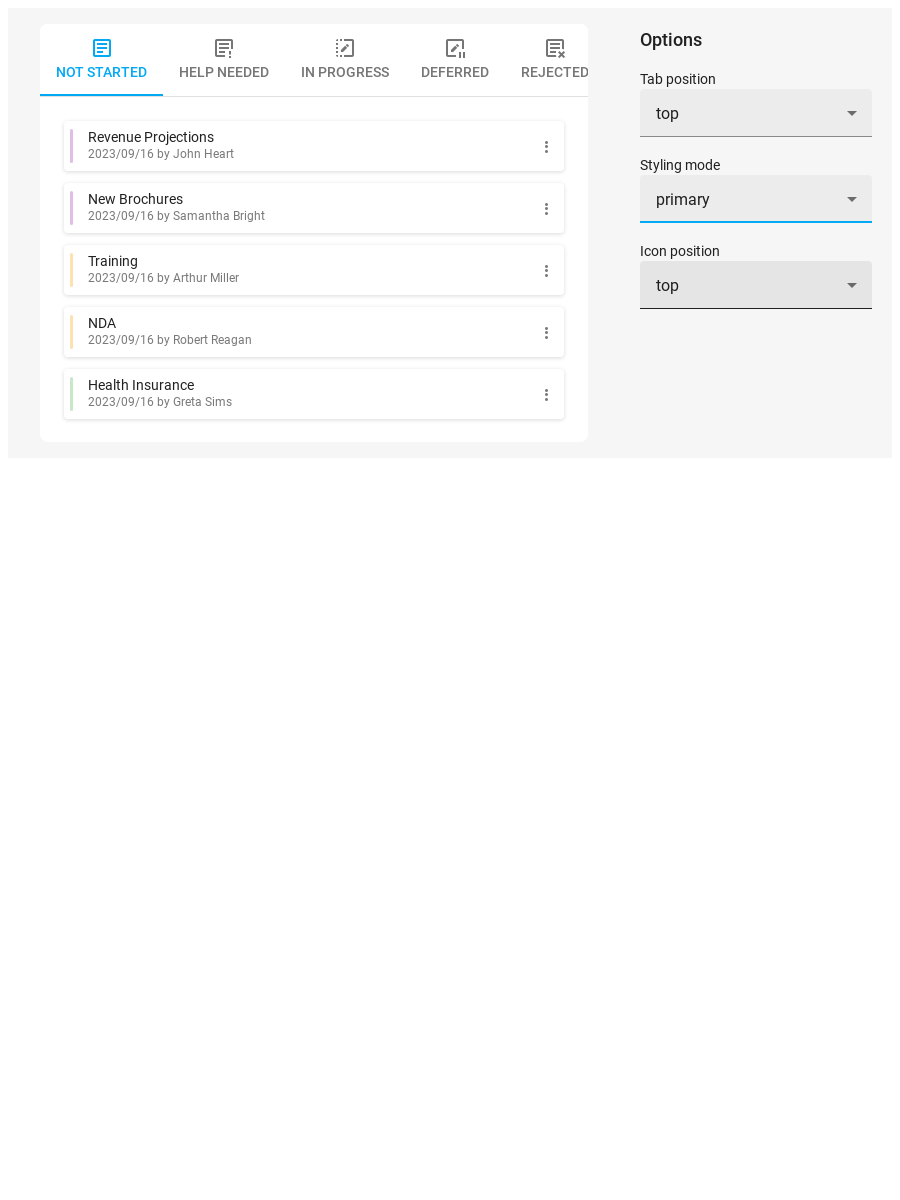 NOT STARTED
HELP NEEDED
IN PROGRESS
DEFERRED
REJECTED
Revenue Projections
2023/09/16 by John Heart
New Brochures
2023/09/16 by Samantha Bright
Training
2023/09/16 by Arthur Miller
NDA
2023/09/16 by Robert Reagan
Health Insurance
2023/09/16 by Greta Sims
Options
Tab position
top
Styling mode
primary
Icon position
top